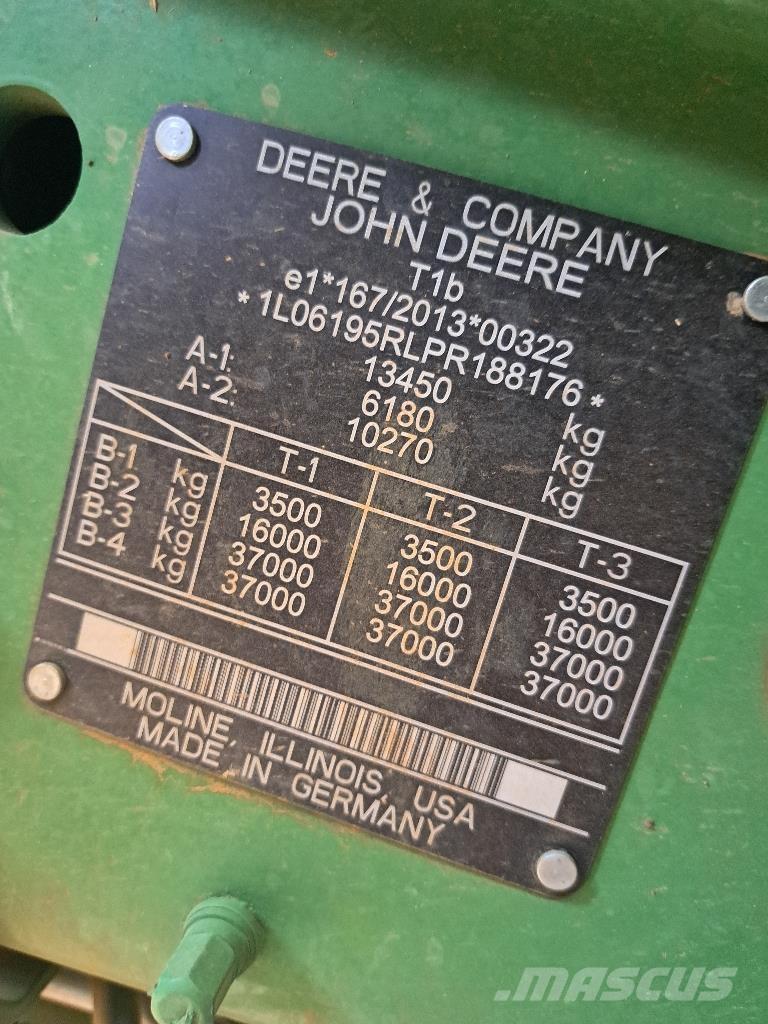 DEERE & COMPANY
JOHN DEERE
T1b
e1*167/2013*00322
*1L06195RLPR188176*
13450 kg
A-1: 6180 kg
A-2: 10270 kg
T-1 T-2 T-3
B-1 kg 3500 3500 3500
B-2 kg 16000 16000 16000
B-3 kg 37000 37000 37000
B-4 kg 37000 37000 37000
MOLINE, ILLINOIS, USA
MADE IN GERMANY
.MASCUS